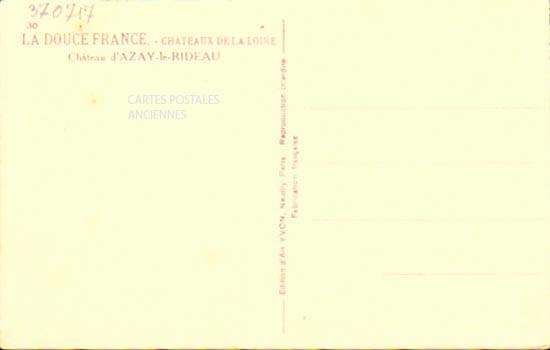 370717
30
LA DOUCE FRANCE. - CHATEAUX DE LA LOIRE
Château d'AZAY-le-RIDEAU
CARTES POSTALES
ANCIENNES
Edition d'Art YVON, Neuilly-Paris Reproduction interdite
Fabrication française